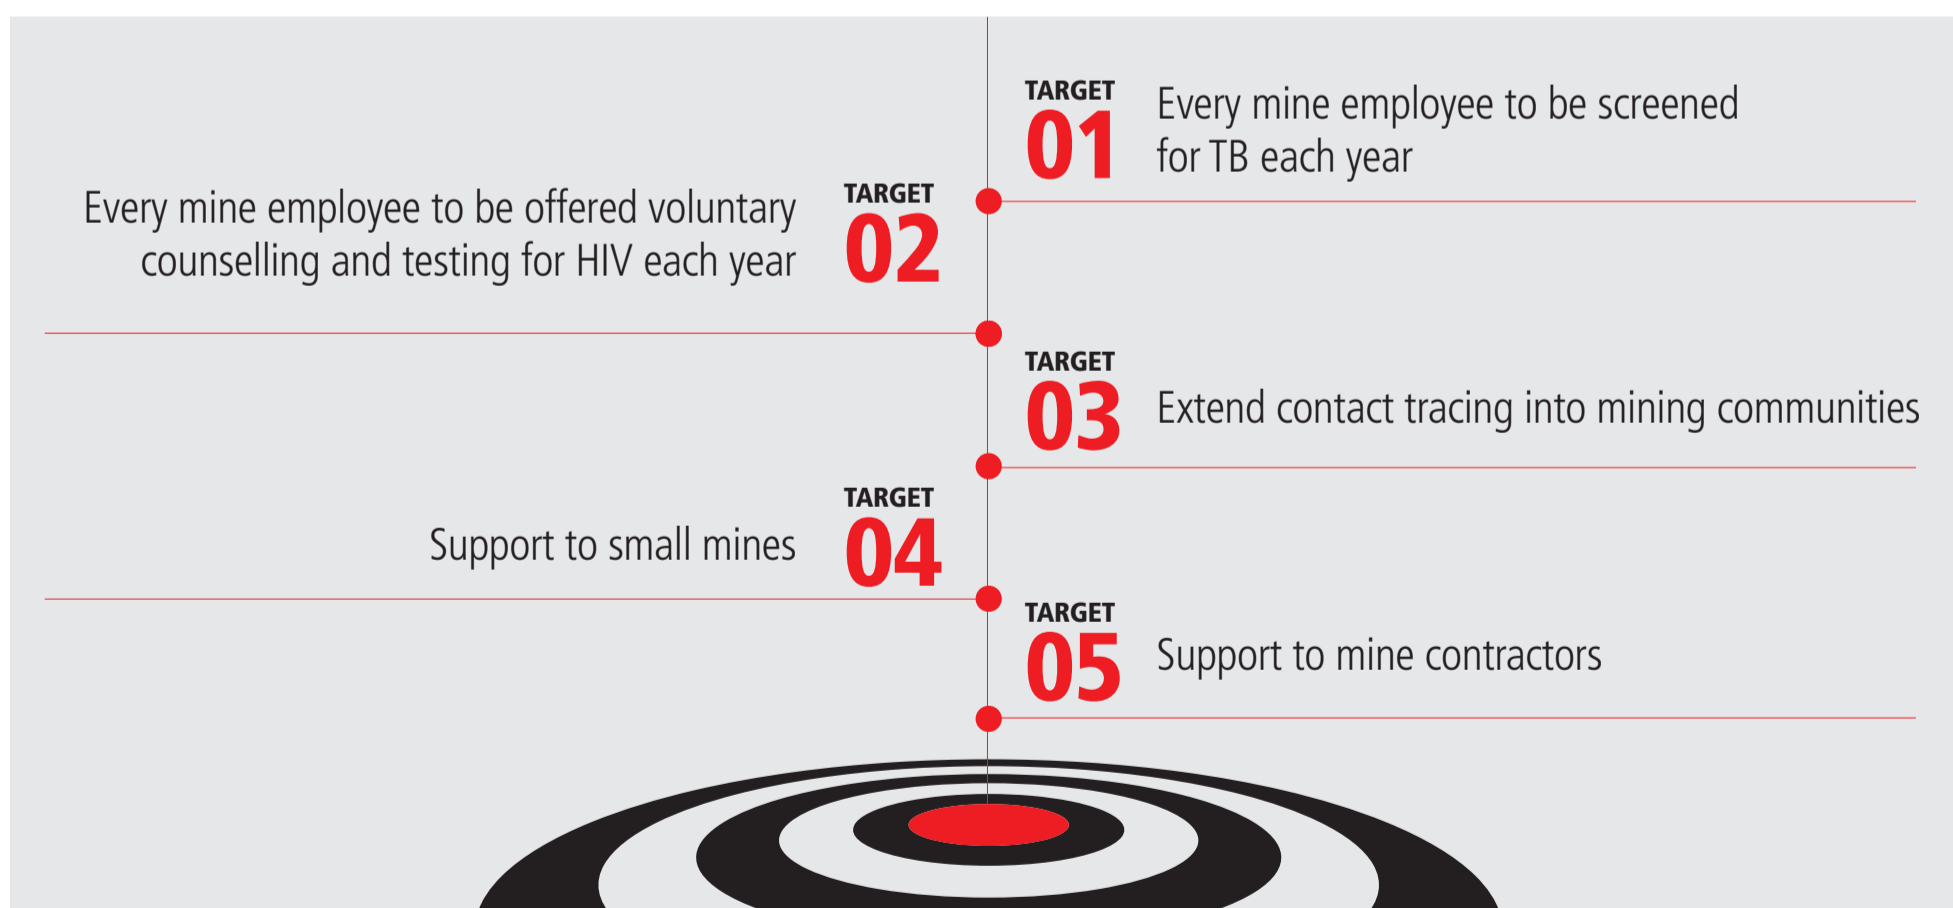 TARGET
01
Every mine employee to be screened
for TB each year
TARGET
02
Every mine employee to be offered voluntary
counselling and testing for HIV each year
TARGET
03
Extend contact tracing into mining communities
TARGET
04
Support to small mines
TARGET
05
Support to mine contractors